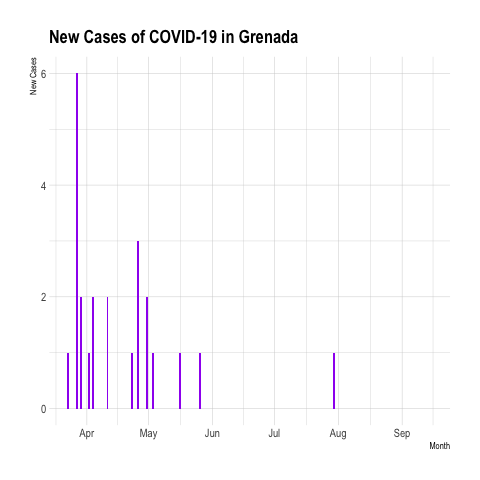 New Cases of COVID-19 in Grenada
New Cases
6
4
2
0
Apr May Jun Jul Aug Sep
Month